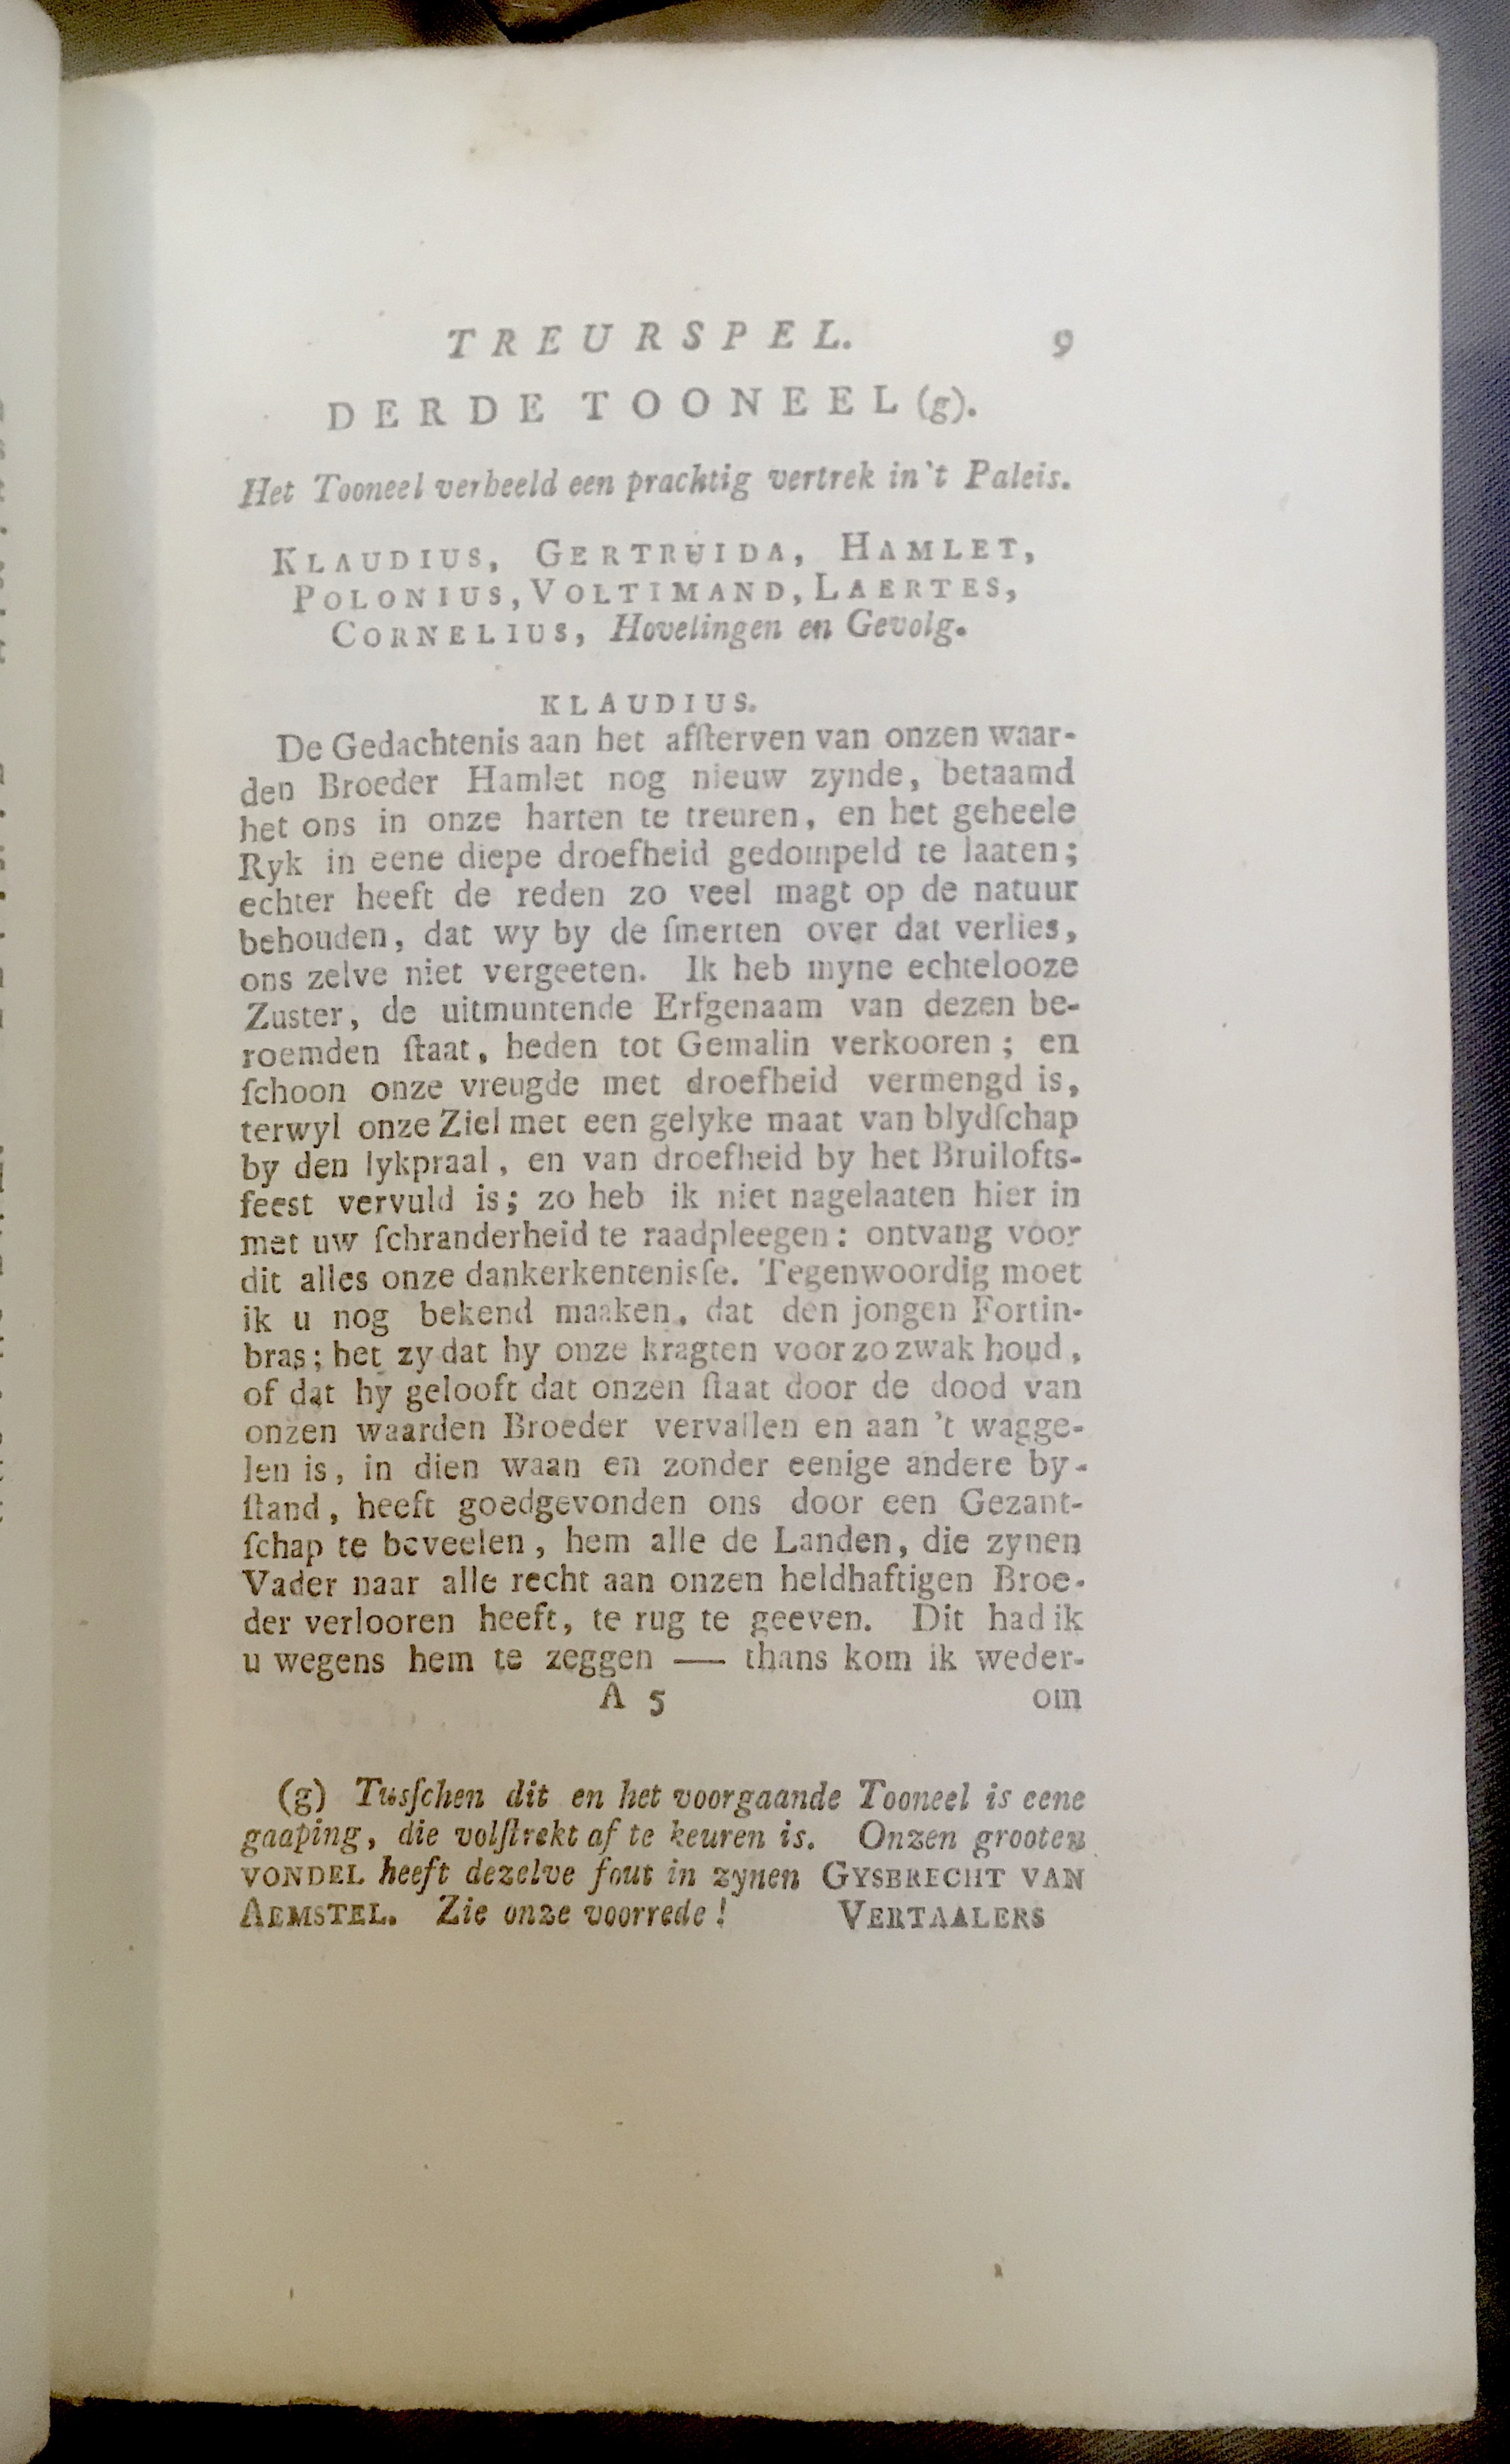 TREURSPEL. 9
DERDE TOONEEL (g).
Het Tooneel verbeeld een prachtig vertrek in 't Paleis.
KLAUDIUS, GERTRUIDA, HAMLET,
POLONIUS, VOLTIMAND, LAERTES,
CORNELIUS, Hovelingen en Gevolg.
KLAUDIUS.
De Gedachtenis aan het afſterven van onzen waar-
den Broeder Hamlet nog nieuw zynde, betaamd
het ons in onze harten te treuren, en het geheele
Ryk in eene diepe droefheid gedompeld te laaten;
echter heeft de reden zo veel magt op de natuur
behouden, dat wy by de ſmerten over dat verlies,
ons zelve niet vergeeten. Ik heb myne echtelooze
Zuster, de uitmuntende Erfgenaam van dezen be-
roemden ſtaat, heden tot Gemalin verkooren; en
ſchoon onze vreugde met droefheid vermengd is,
terwyl onze Ziel met een gelyke maat van blydſchap
by den lykpraal, en van droefheid by het Bruilofts-
feest vervuld is; zo heb ik niet nagelaaten hier in
met uw ſchranderheid te raadpleegen: ontvang voor
dit alles onze dankerkentenisſe. Tegenwoordig moet
ik u nog bekend maaken, dat den jongen Fortin-
bras; het zy dat hy onze kragten voor zo zwak houd,
of dat hy gelooft dat onzen ſtaat door de dood van
onzen waarden Broeder vervallen en aan 't wagge-
len is, in dien waan en zonder eenige andere by-
ſtand, heeft goedgevonden ons door een Gezant-
ſchap te beveelen, hem alle de Landen, die zynen
Vader naar alle recht aan onzen heldhaftigen Broe-
der verlooren heeft, te rug te geeven. Dit had ik
u wegens hem te zeggen — thans kom ik weder-
A 5 om
(g) Tusſchen dit en het voorgaande Tooneel is eene
gaaping, die volſtrekt af te keuren is. Onzen grooten
VONDEL heeft dezelve fout in zynen GYSBRECHT VAN
AEMSTEL. Zie onze voorrede! VERTAALERS